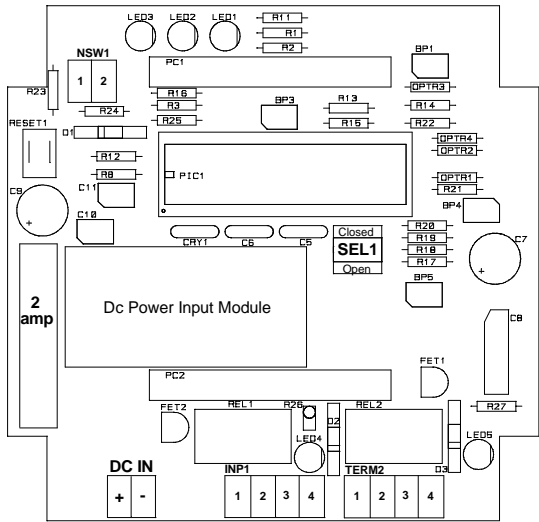 LED3 LED2 LED1
R11
R1
R2
NSW1
1 2
R23
R24
RESET1
D1
R12
R8
C11
C9
C10
PC1
R16
R3
R25
BP3
R13
R15
BP1
OPTR3
R14
R22
OPTR4
OPTR2
OPTR1
R21
BP4
PIC1
CRY1 C6 C5
Closed
SEL1
Open
R20
R19
R18
R17
C7
BP5
2
amp
Dc Power Input Module
C8
PC2
FET1
FET2
REL1
R26
D2
REL2
R27
LED4
D3
LED5
DC IN
+ -
INP1
1 2 3 4
TERM2
1 2 3 4